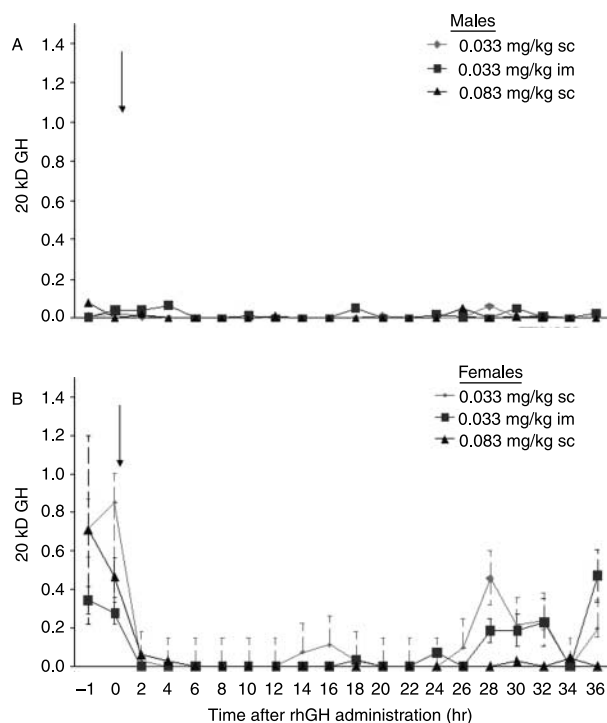 A
Males
0.033 mg/kg sc
0.033 mg/kg im
0.083 mg/kg sc
20 kD GH
1.4
1.2
1.0
0.8
0.6
0.4
0.2
0.0
B
Females
0.033 mg/kg sc
0.033 mg/kg im
0.083 mg/kg sc
20 kD GH
1.4
1.2
1.0
0.8
0.6
0.4
0.2
0.0
−1 0 2 4 6 8 10 12 14 16 18 20 22 24 26 28 30 32 34 36
Time after rhGH administration (hr)